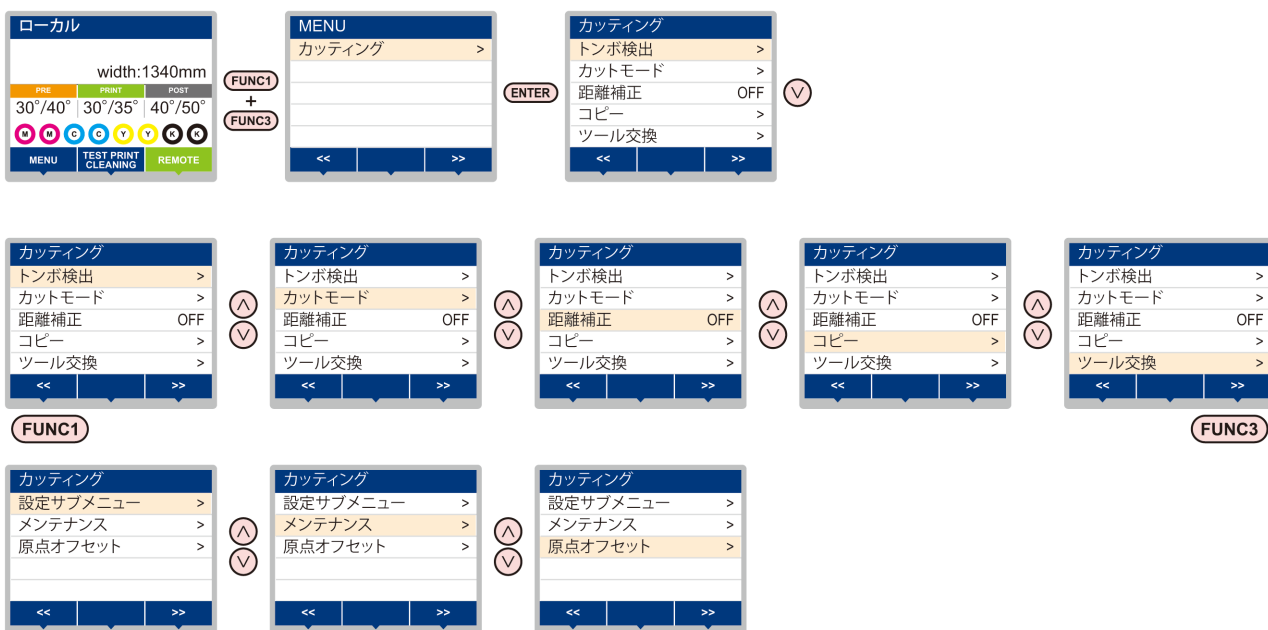 ローカル
width:1340mm
PRE PRINT POST
30°/40° 30°/35° 40°/50°
M M C C Y Y K K
MENU TEST PRINT CLEANING REMOTE
FUNC1
+
FUNC3
MENU
カッティング >
<< >>
ENTER
カッティング
トンボ検出 >
カットモード >
距離補正 OFF
コピー >
ツール交換 >
<< >>
カッティング
トンボ検出 >
カットモード >
距離補正 OFF
コピー >
ツール交換 >
<< >>
カッティング
トンボ検出 >
カットモード >
距離補正 OFF
コピー >
ツール交換 >
<< >>
カッティング
トンボ検出 >
カットモード >
距離補正 OFF
コピー >
ツール交換 >
<< >>
カッティング
トンボ検出 >
カットモード >
距離補正 OFF
コピー >
ツール交換 >
<< >>
カッティング
トンボ検出 >
カットモード >
距離補正 OFF
コピー >
ツール交換 >
<< >>
FUNC1
FUNC3
カッティング
設定サブメニュー >
メンテナンス >
原点オフセット >
<< >>
カッティング
設定サブメニュー >
メンテナンス >
原点オフセット >
<< >>
カッティング
設定サブメニュー >
メンテナンス >
原点オフセット >
<< >>